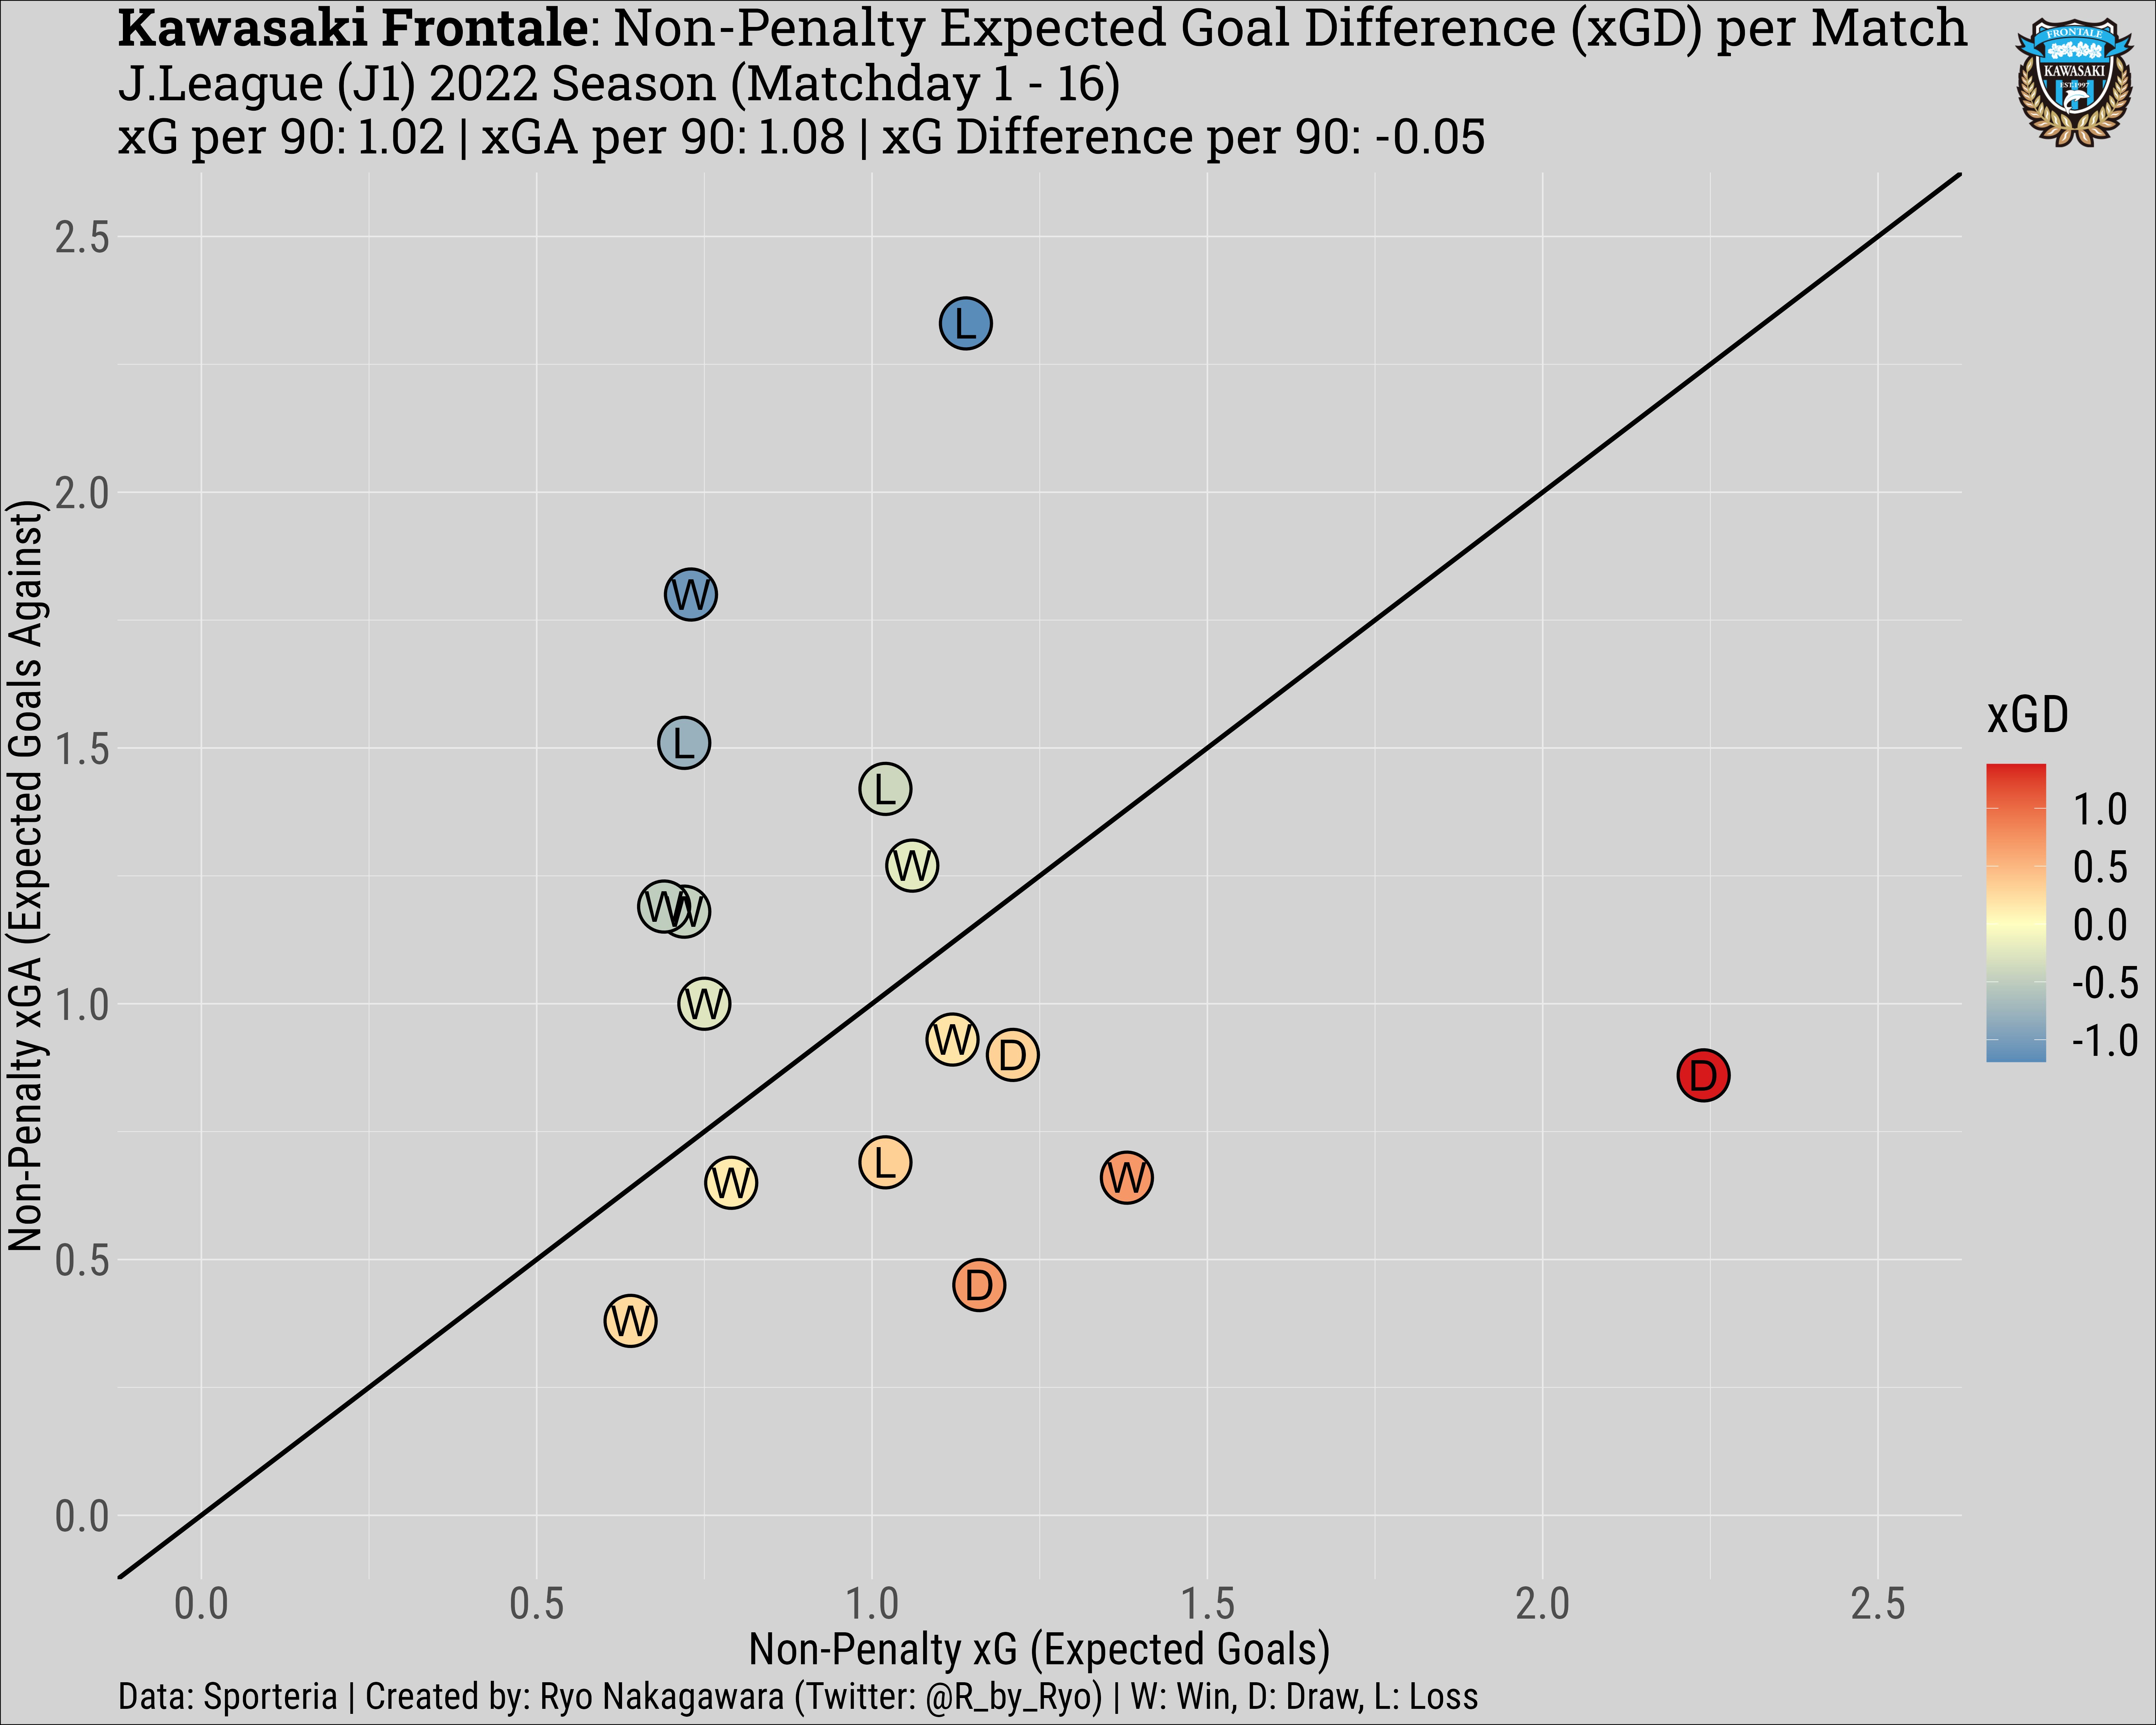 Kawasaki Frontale: Non-Penalty Expected Goal Difference (xGD) per Match
J.League (J1) 2022 Season (Matchday 1 - 16)
xG per 90: 1.02 | xGA per 90: 1.08 | xG Difference per 90: -0.05
FRONTALE
KAWASAKI
EST.1997
Non-Penalty xGA (Expected Goals Against)
2.5
2.0
1.5
1.0
0.5
0.0
L
W
L
L
W
W
W
W
W
D
D
L
W
W
D
W
xGD
1.0
0.5
0.0
-0.5
-1.0
0.0
0.5
1.0
1.5
2.0
2.5
Non-Penalty xG (Expected Goals)
Data: Sporteria | Created by: Ryo Nakagawara (Twitter: @R_by_Ryo) | W: Win, D: Draw, L: Loss